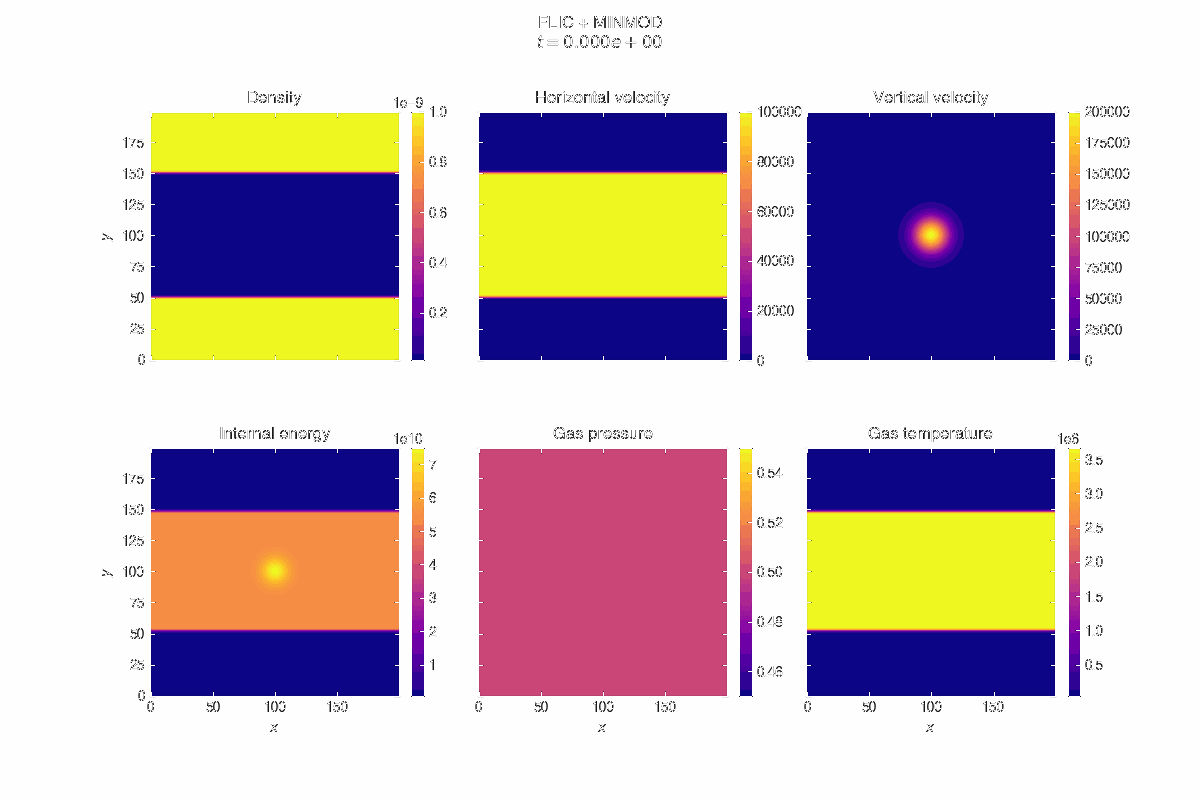 FLIC + MINMOD
t = 0.000e + 00
Density
1e-9
Horizontal velocity
Vertical velocity
175
150
125
100
75
50
25
0
y
1.0
0.8
0.6
0.4
0.2
100000
80000
60000
40000
20000
0
200000
175000
150000
125000
100000
75000
50000
25000
0
Internal energy
1e10
Gas pressure
Gas temperature
1e6
175
150
125
100
75
50
25
0
y
7
6
5
4
3
2
1
0.54
0.52
0.50
0.48
0.46
3.5
3.0
2.5
2.0
1.5
1.0
0.5
0 50 100 150
x
0 50 100 150
x
0 50 100 150
x